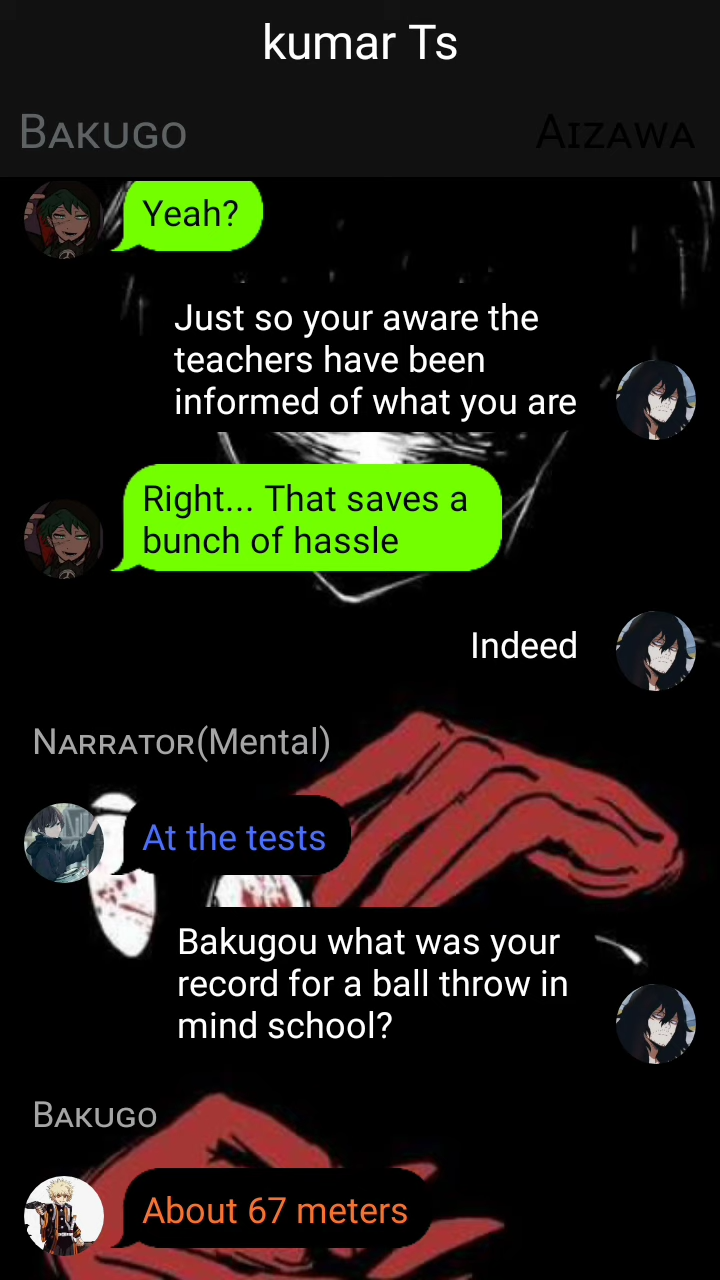 kumar Ts
Bakugo
Aizawa
Yeah?
Just so your aware the
teachers have been
informed of what you are
Right... That saves a
bunch of hassle
Indeed
Narrator(Mental)
At the tests
Bakugou what was your
record for a ball throw in
mind school?
Bakugo
About 67 meters